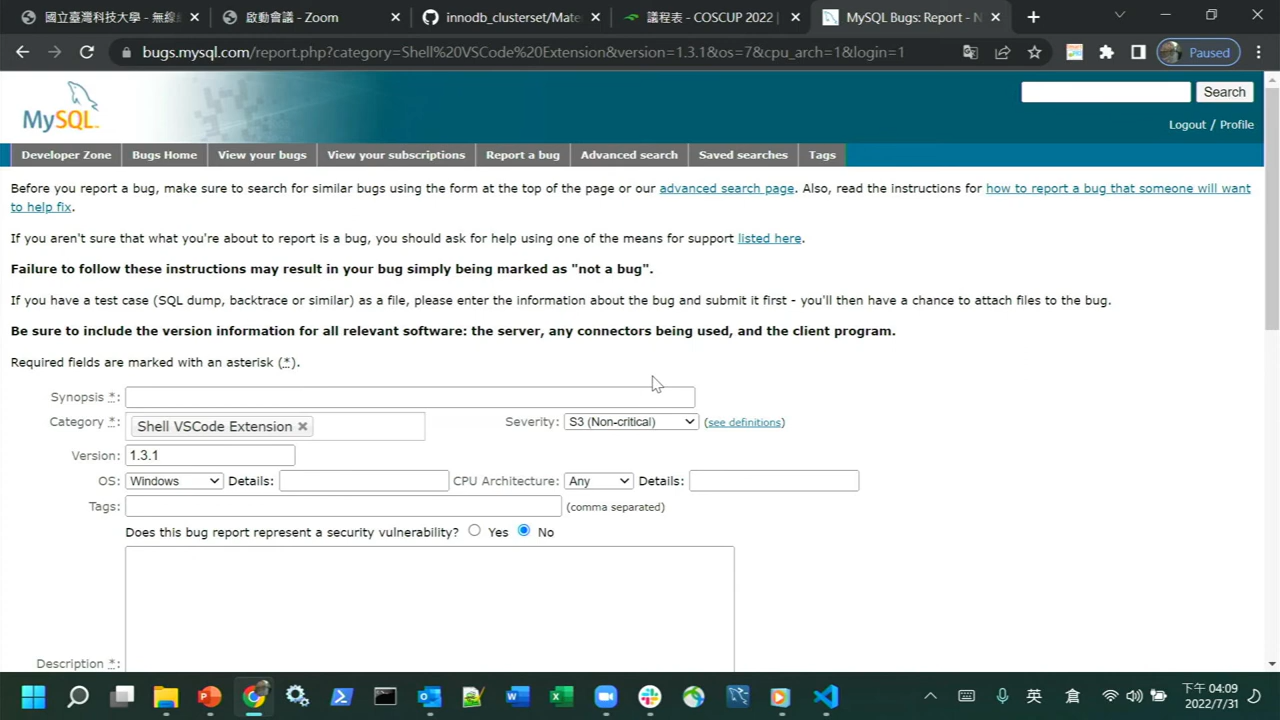 國立臺灣科技大學 - 無線
啟動會議 - Zoom
innodb_clusterset/Mate
議程表 - COSCUP 2022 |
MySQL Bugs: Report - N
bugs.mysql.com/report.php?category=Shell%20VSCode%20Extension&version=1.3.1&os=7&cpu_arch=1&login=1
Paused
MySQL
Search
Logout / Profile
Developer Zone
Bugs Home
View your bugs
View your subscriptions
Report a bug
Advanced search
Saved searches
Tags
Before you report a bug, make sure to search for similar bugs using the form at the top of the page or our advanced search page. Also, read the instructions for how to report a bug that someone will want
to help fix.
If you aren't sure that what you're about to report is a bug, you should ask for help using one of the means for support listed here.
Failure to follow these instructions may result in your bug simply being marked as "not a bug".
If you have a test case (SQL dump, backtrace or similar) as a file, please enter the information about the bug and submit it first - you'll then have a chance to attach files to the bug.
Be sure to include the version information for all relevant software: the server, any connectors being used, and the client program.
Required fields are marked with an asterisk (*).
Synopsis *:
Category *: Shell VSCode Extension × Severity: S3 (Non-critical) (see definitions)
Version: 1.3.1
OS: Windows Details: CPU Architecture: Any Details:
Tags: (comma separated)
Does this bug report represent a security vulnerability? Yes No
Description *:
英
倉
下午 04:09
2022/7/31